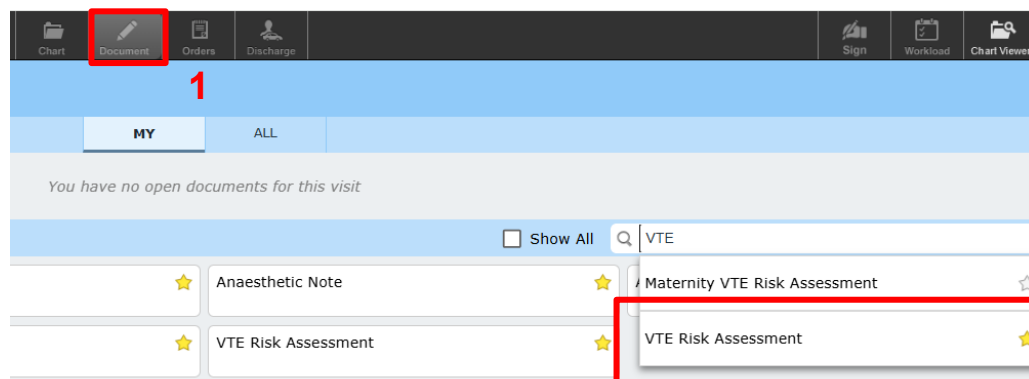 Chart Document Orders Discharge Sign Workload Chart Viewer
1
MY ALL
You have no open documents for this visit
Show All VTE
Anaesthetic Note
Maternity VTE Risk Assessment
VTE Risk Assessment
VTE Risk Assessment